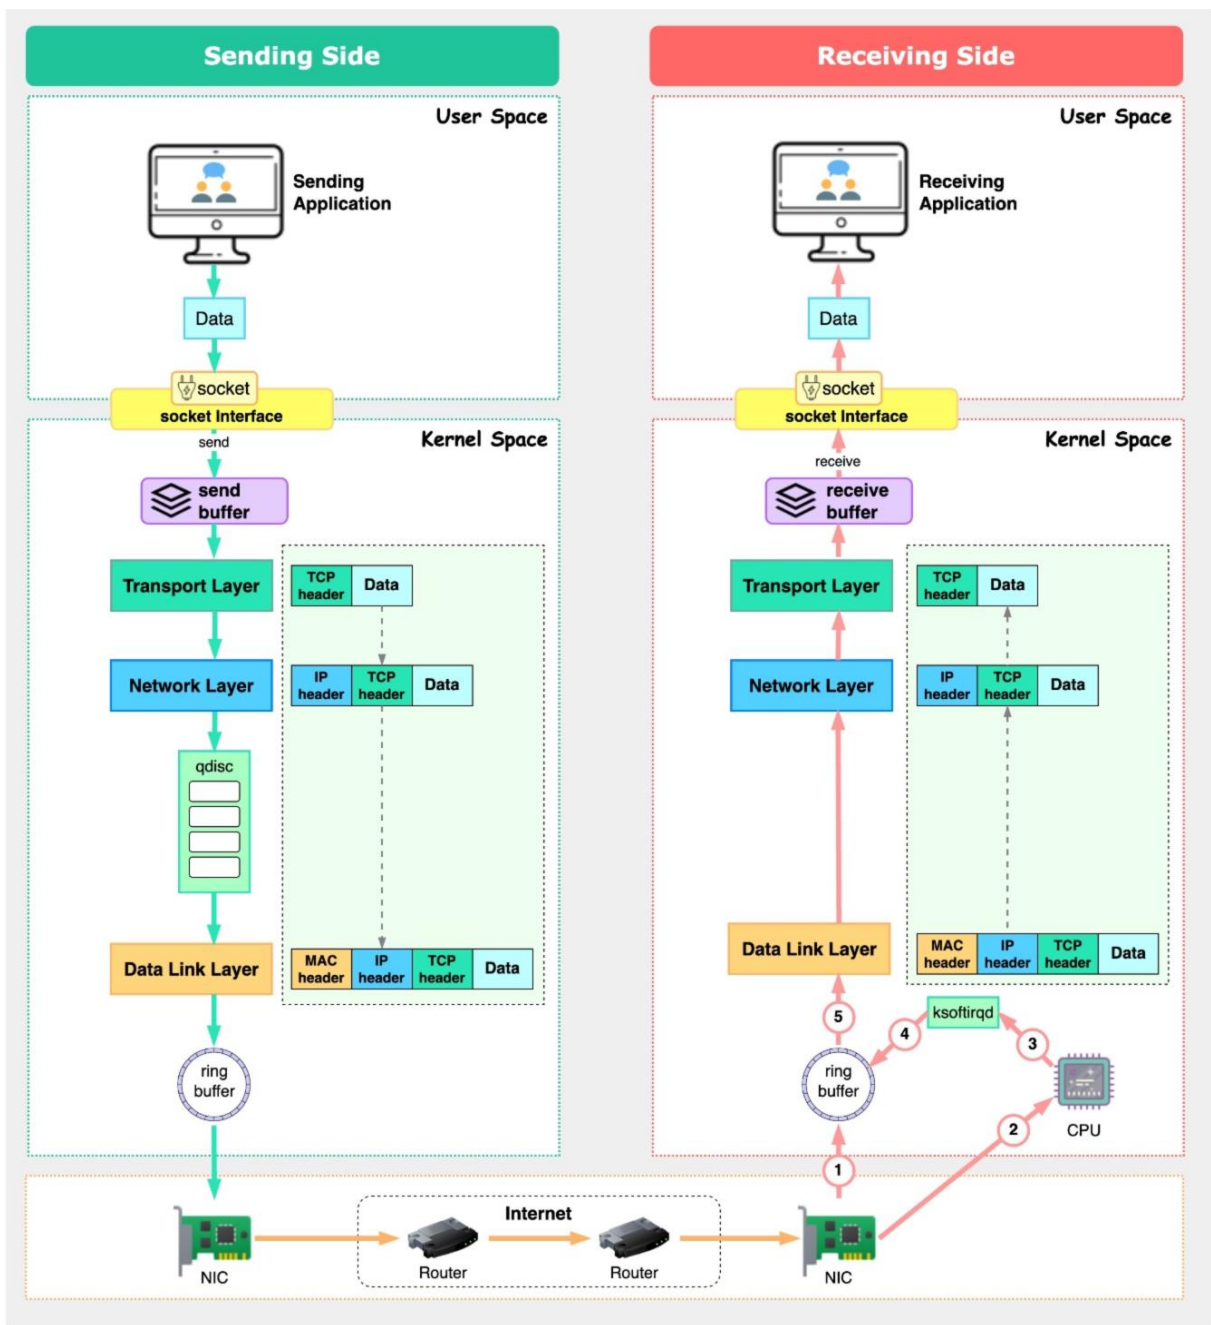 Sending Side
Receiving Side
User Space
User Space
Sending
Application
Receiving
Application
Data
Data
socket
socket
socket Interface
socket Interface
Kernel Space
Kernel Space
send
receive
send
buffer
receive
buffer
Transport Layer
TCP
header
Data
Transport Layer
TCP
header
Data
Network Layer
IP
header
TCP
header
Data
Network Layer
IP
header
TCP
header
Data
qdisc
Data Link Layer
MAC
header
IP
header
TCP
header
Data
Data Link Layer
MAC
header
IP
header
TCP
header
Data
5
4
ksoftirqd
3
ring
buffer
ring
buffer
2
CPU
1
Internet
NIC
Router
Router
NIC